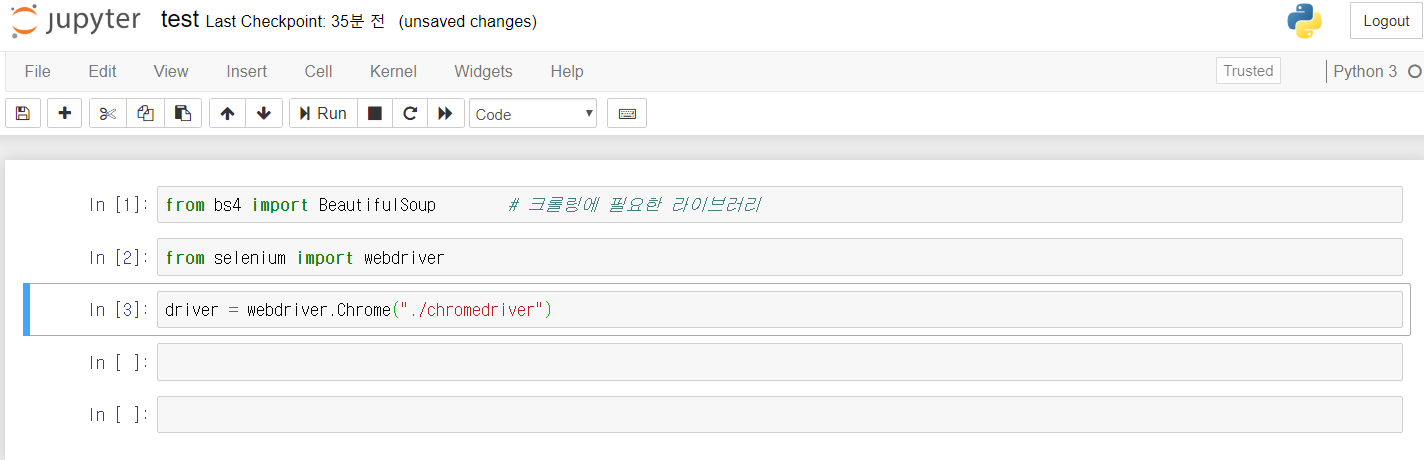 jupyter test Last Checkpoint: 35분 전 (unsaved changes) Logout
File Edit View Insert Cell Kernel Widgets Help Trusted Python 3
Run Code
In [1]: from bs4 import BeautifulSoup # 크롤링에 필요한 라이브러리
In [2]: from selenium import webdriver
In [3]: driver = webdriver.Chrome("./chromedriver")
In [ ]:
In [ ]: